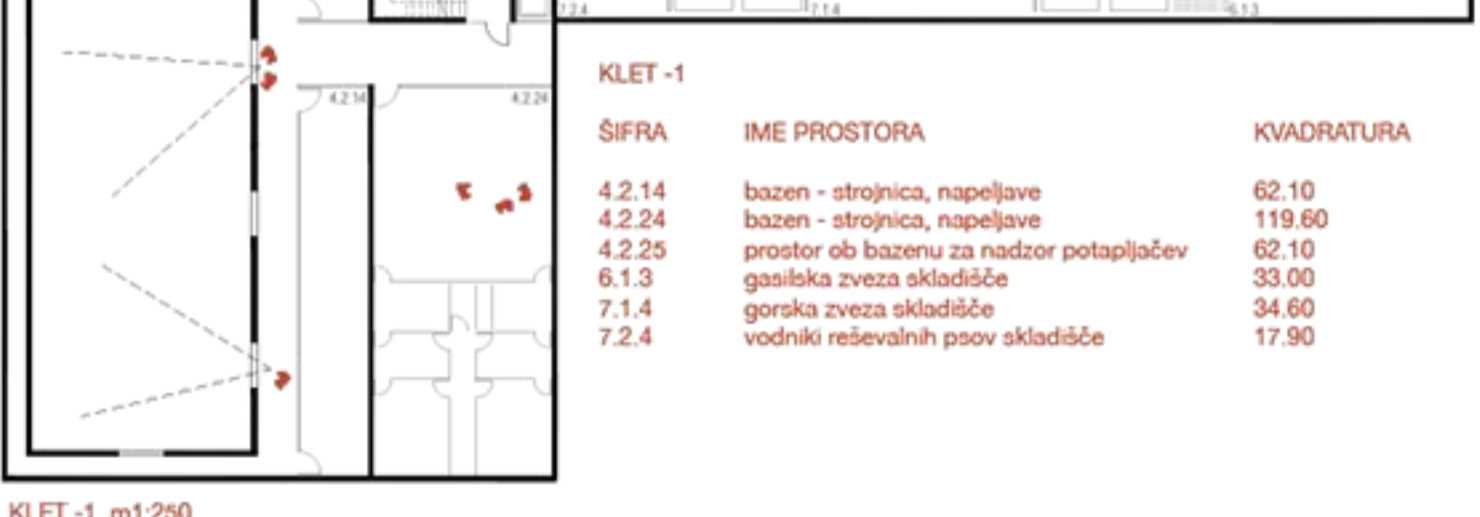 7.2.4 7.1.4 6.1.3
4.2.14 4.2.24
KLET -1
ŠIFRA IME PROSTORA KVADRATURA
4.2.14 bazen - strojnica, napeljave 62.10
4.2.24 bazen - strojnica, napeljave 119.60
4.2.25 prostor ob bazenu za nadzor potapljačev 62.10
6.1.3 gasilska zveza skladišče 33.00
7.1.4 gorska zveza skladišče 34.60
7.2.4 vodniki reševalnih psov skladišče 17.90
KLET -1 m1:250